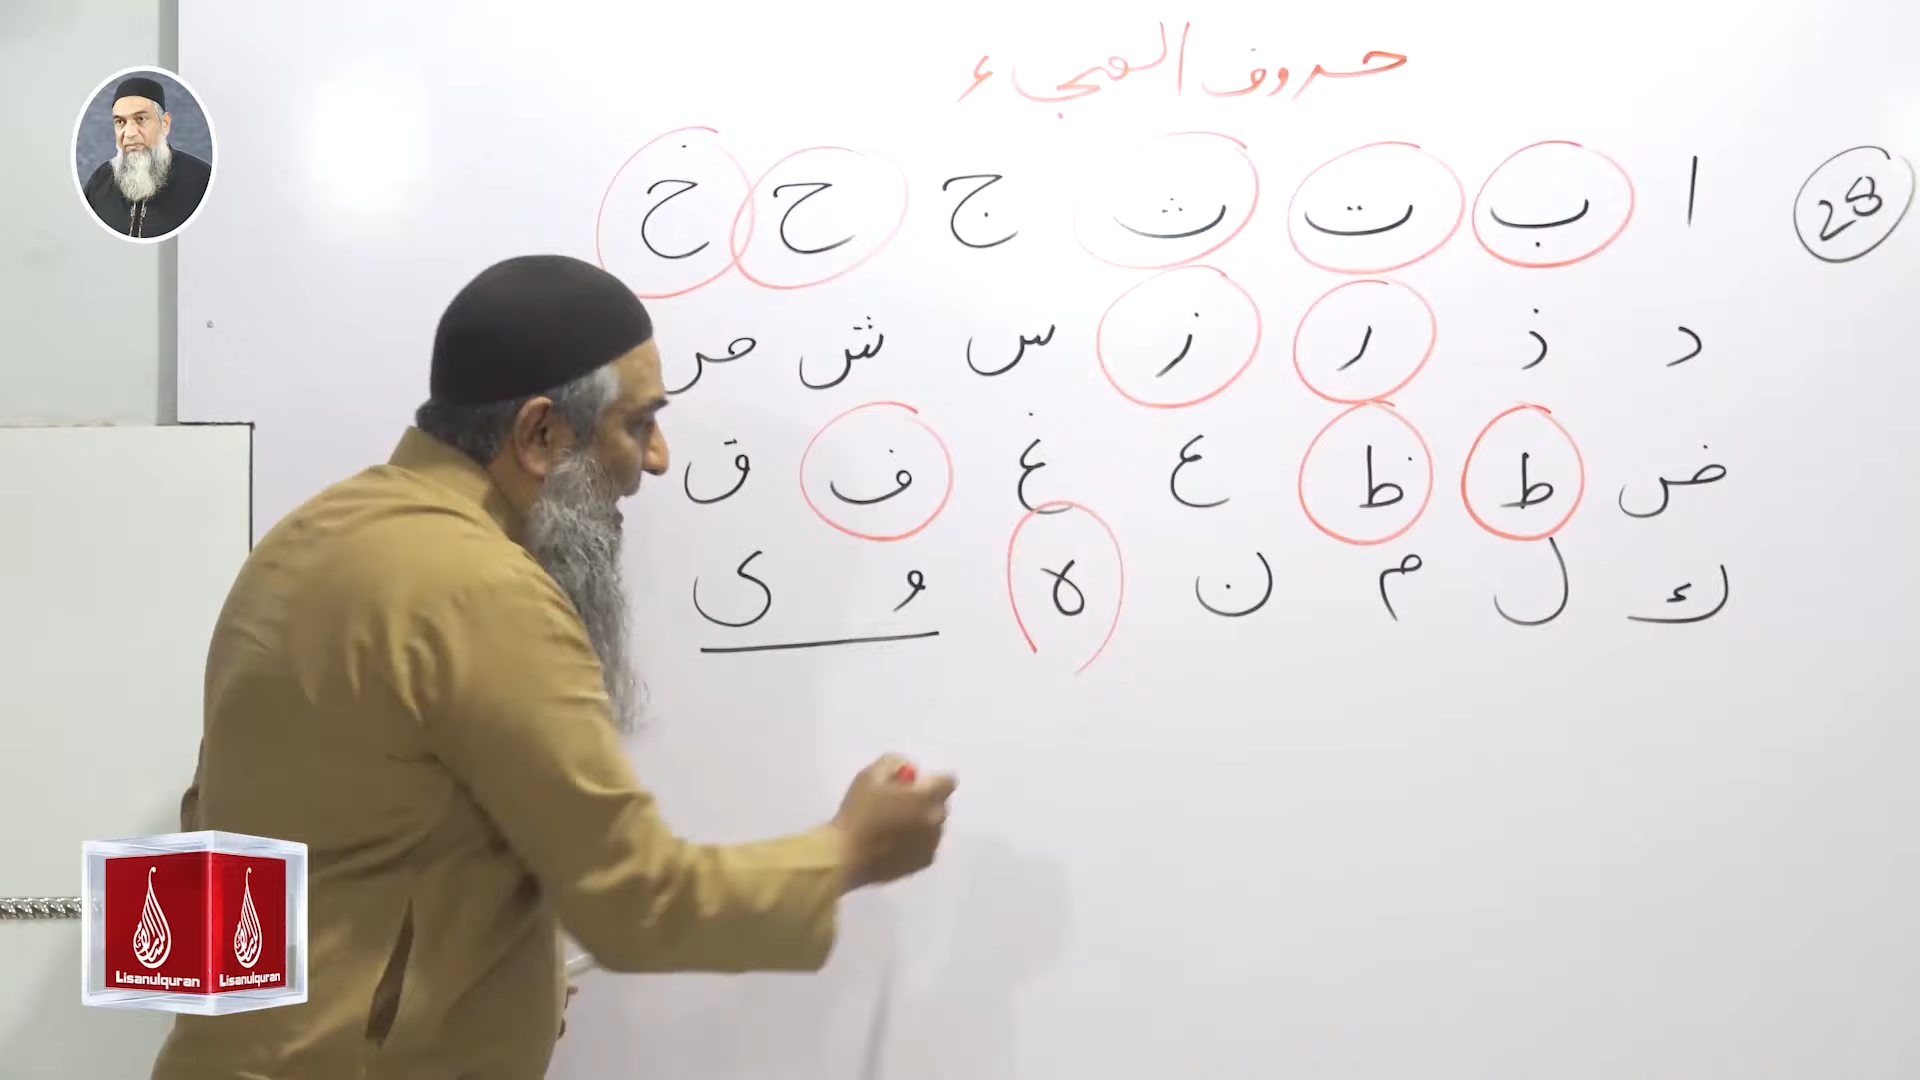 حروف الهجاء
28
ا ب ت ث ج ح خ
د ذ ر ز س ش ص
ض ط ظ ع غ ف ق
ك ل م ن ه و ى
Lisanulquran Lisanulquran